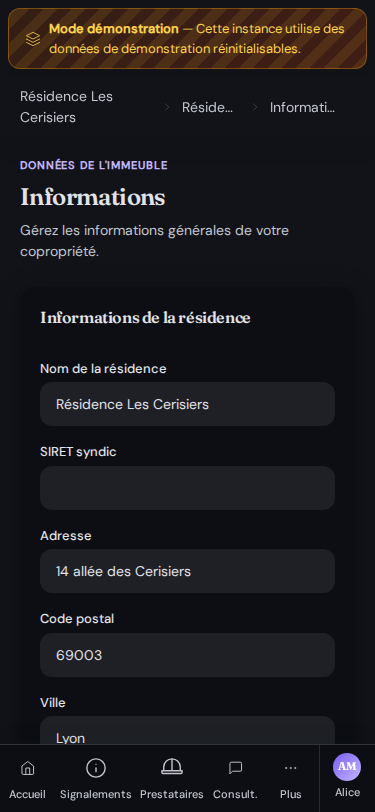 Mode démonstration — Cette instance utilise des
données de démonstration réinitialisables.
Résidence Les
Cerisiers
Réside...
Informati...
DONNÉES DE L'IMMEUBLE
Informations
Gérez les informations générales de votre
copropriété.
Informations de la résidence
Nom de la résidence
Résidence Les Cerisiers
SIRET syndic
Adresse
14 allée des Cerisiers
Code postal
69003
Ville
Lyon
AM
Accueil
Signalements
Prestataires
Consult.
Plus
Alice